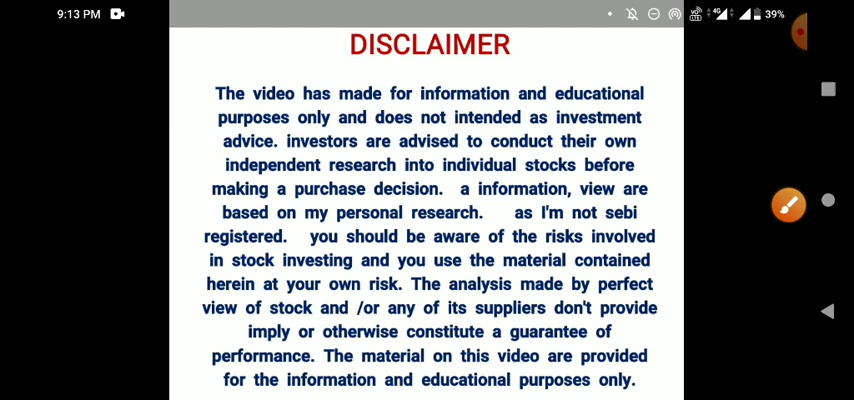 9:13 PM
VO LTE 4G 39%
DISCLAIMER
The video has made for information and educational
purposes only and does not intended as investment
advice. investors are advised to conduct their own
independent research into individual stocks before
making a purchase decision. a information, view are
based on my personal research. as I'm not sebi
registered. you should be aware of the risks involved
in stock investing and you use the material contained
herein at your own risk. The analysis made by perfect
view of stock and /or any of its suppliers don't provide
imply or otherwise constitute a guarantee of
performance. The material on this video are provided
for the information and educational purposes only.